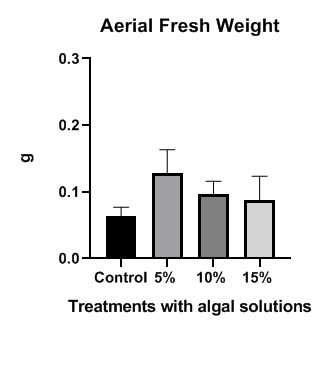 Aerial Fresh Weight
0.3
0.2
g
0.1
0.0
Control 5% 10% 15%
Treatments with algal solutions